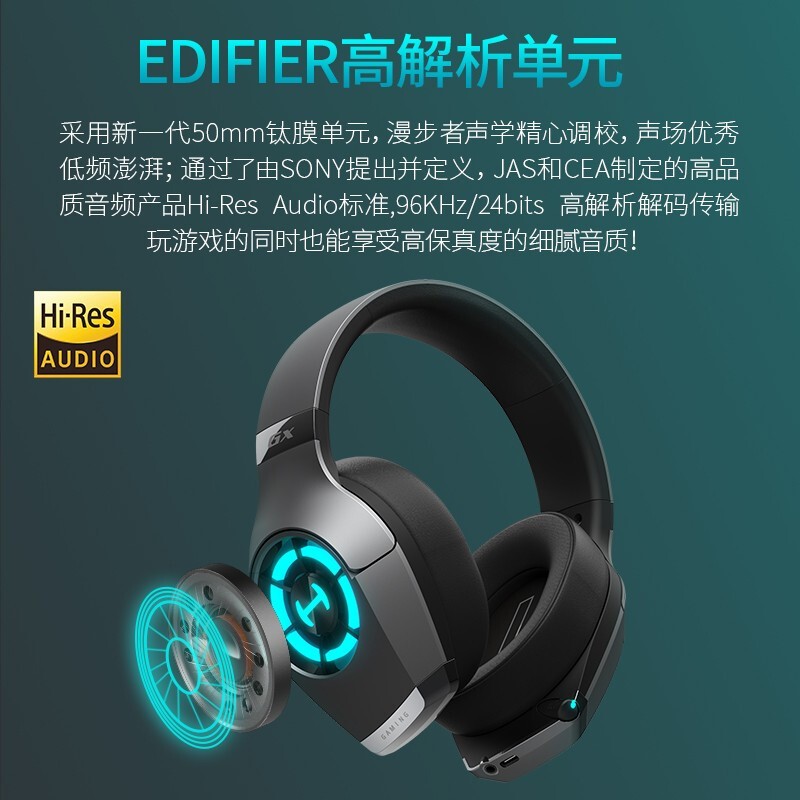 EDIFIER高解析单元
采用新一代50mm钛膜单元，漫步者声学精心调校，声场优秀
低频澎湃；通过了由SONY提出并定义，JAS和CEA制定的高品
质音频产品Hi-Res Audio标准,96KHz/24bits 高解析解码传输
玩游戏的同时也能享受高保真度的细腻音质！
Hi-Res
AUDIO
GX
GAMING